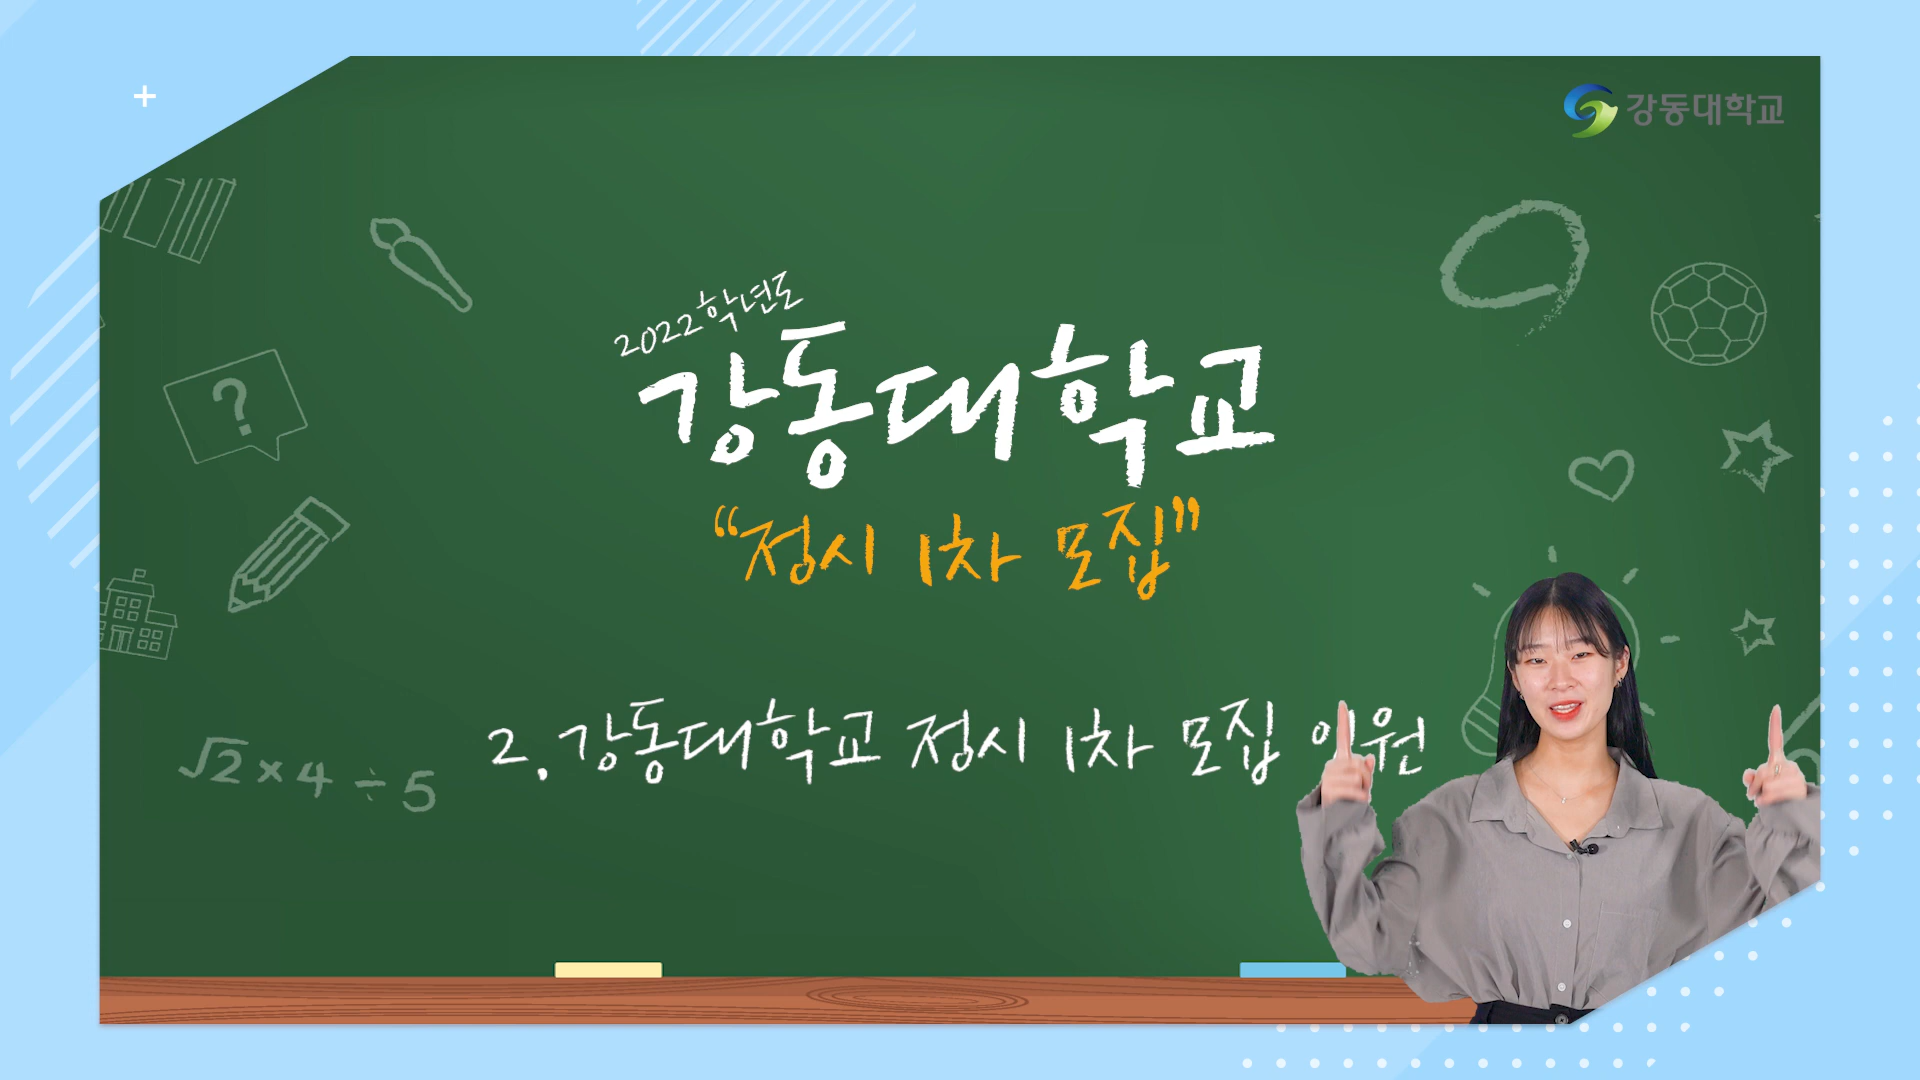 강동대학교
2022학년도
강동대학교
“정시 1차 모집”
2. 강동대학교 정시 1차 모집 인원
?
√2×4÷5